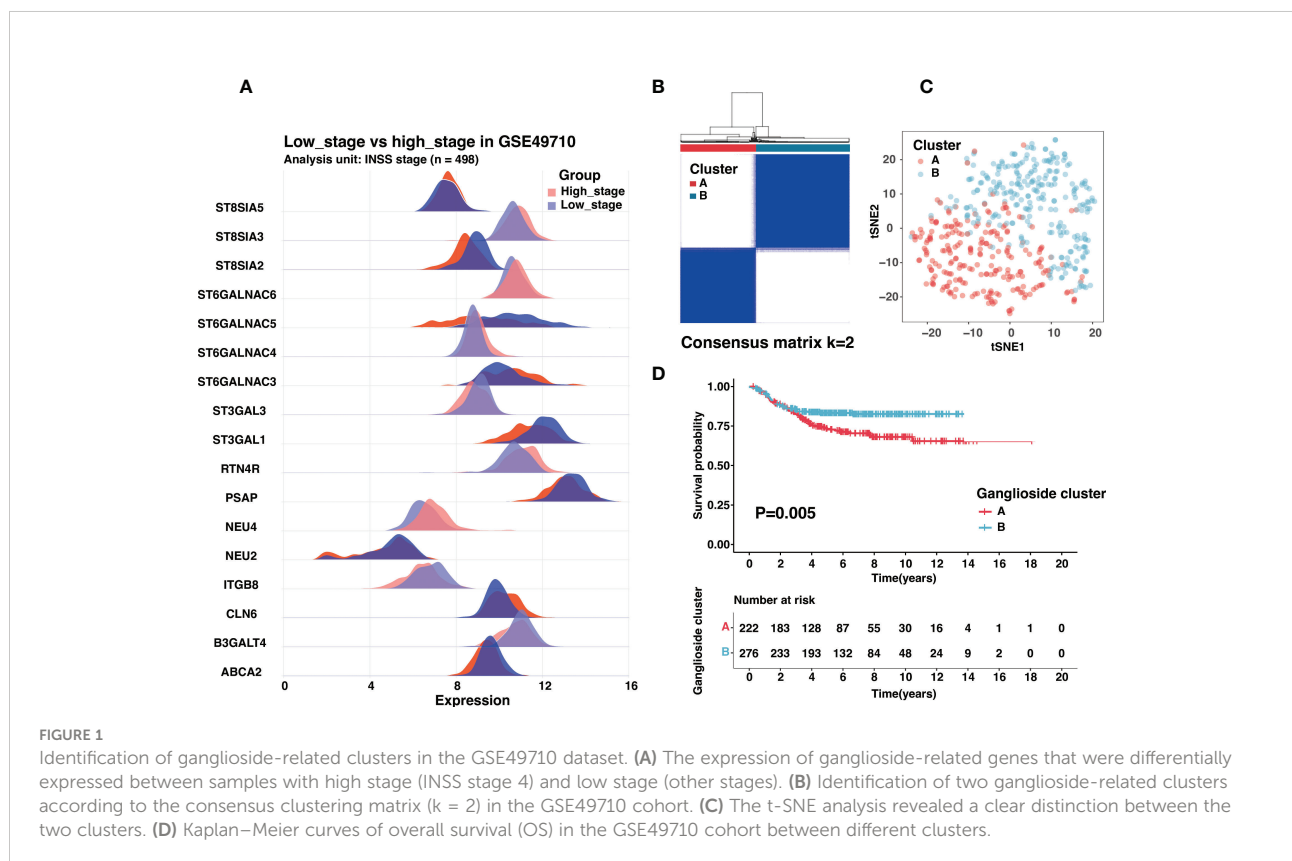 A
Low_stage vs high_stage in GSE49710
Analysis unit: INSS stage (n = 498)
Group
High_stage
Low_stage
ST8SIA5
ST8SIA3
ST8SIA2
ST6GALNAC6
ST6GALNAC5
ST6GALNAC4
ST6GALNAC3
ST3GAL3
ST3GAL1
RTN4R
PSAP
NEU4
NEU2
ITGB8
CLN6
B3GALT4
ABCA2
0 4 8 12 16
Expression
B
Cluster
A
B
Consensus matrix k=2
C
Cluster
A
B
tSNE2
20
10
0
−10
−20
−20 −10 0 10 20
tSNE1
D
Survival probability
1.00
0.75
0.50
0.25
0.00
P=0.005
Ganglioside cluster
A
B
0 2 4 6 8 10 12 14 16 18 20
Time(years)
Ganglioside cluster
Number at risk
A 222 183 128 87 55 30 16 4 1 1 0
B 276 233 193 132 84 48 24 9 2 0 0
0 2 4 6 8 10 12 14 16 18 20
Time(years)
FIGURE 1
Identification of ganglioside-related clusters in the GSE49710 dataset. (A) The expression of ganglioside-related genes that were differentially
expressed between samples with high stage (INSS stage 4) and low stage (other stages). (B) Identification of two ganglioside-related clusters
according to the consensus clustering matrix (k = 2) in the GSE49710 cohort. (C) The t-SNE analysis revealed a clear distinction between the
two clusters. (D) Kaplan–Meier curves of overall survival (OS) in the GSE49710 cohort between different clusters.